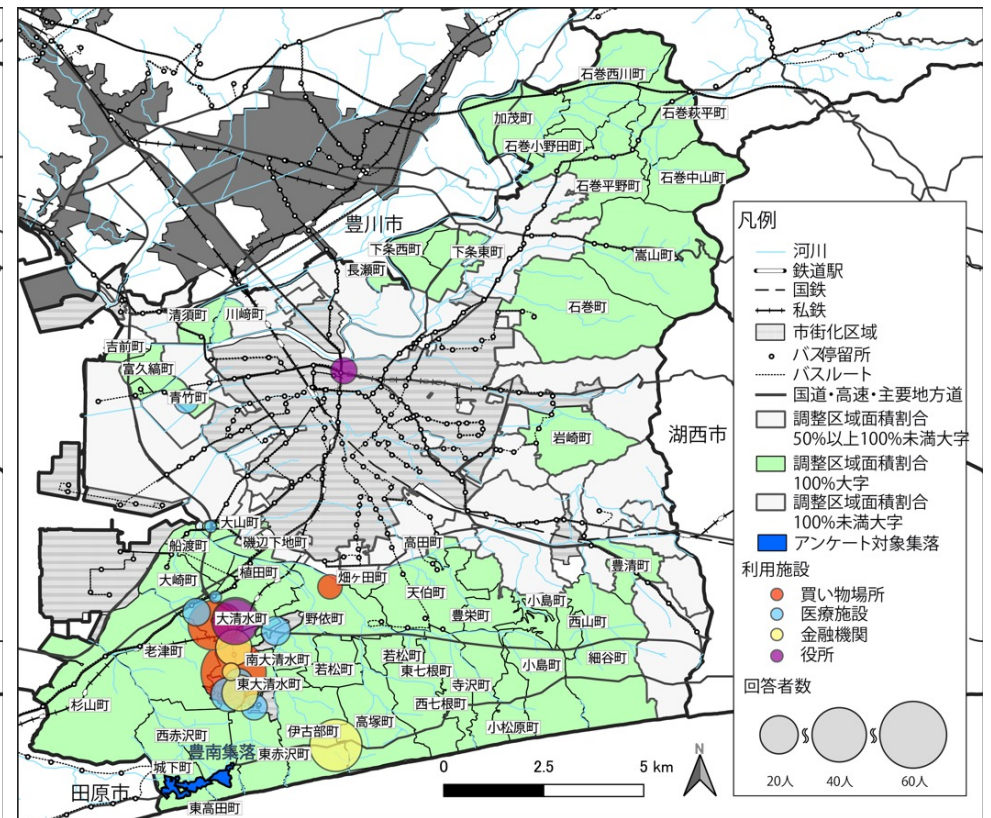 石巻西川町
加茂町
石巻萩平町
石巻小野田町
石巻平野町
石巻中山町
豊川市
下条西町
下条東町
嵩山町
長瀬町
石巻町
清須町
川崎町
吉前町
富久縞町
青竹町
岩崎町
湖西市
大山町
船渡町
磯辺下地町
高田町
大崎町
植田町
畑ヶ田町
豊清町
天伯町
小島町
豊栄町
西山町
大清水町
野依町
老津町
南大清水町
若松町
若松町
東七根町
小島町
細谷町
東大清水町
寺沢町
杉山町
西七根町
高塚町
小松原町
伊古部町
西赤沢町
豊南集落
東赤沢町
城下町
田原市
東高田町
0 2.5 5 km
N
凡例
河川
鉄道駅
国鉄
私鉄
市街化区域
バス停留所
バスルート
国道・高速・主要地方道
調整区域面積割合
50%以上100%未満大字
調整区域面積割合
100%大字
調整区域面積割合
100%未満大字
アンケート対象集落
利用施設
買い物場所
医療施設
金融機関
役所
回答者数
20人 40人 60人